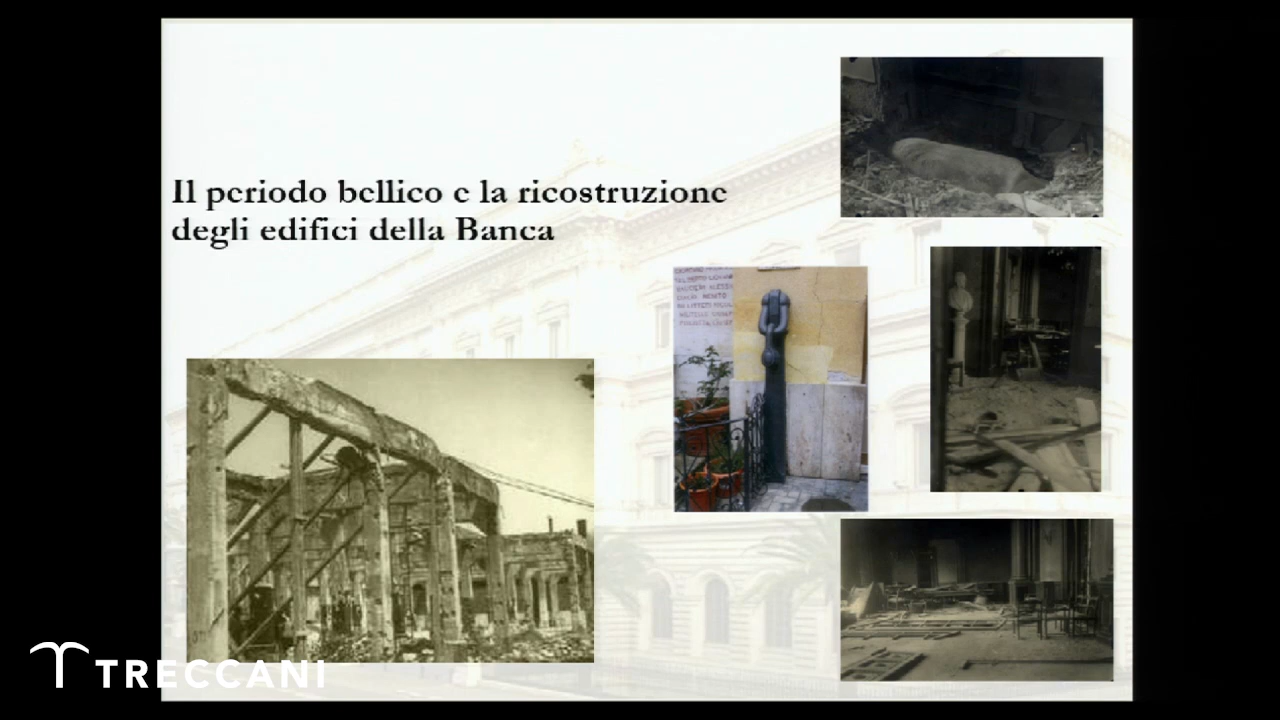 Il periodo bellico e la ricostruzione
degli edifici della Banca
TRECCANI